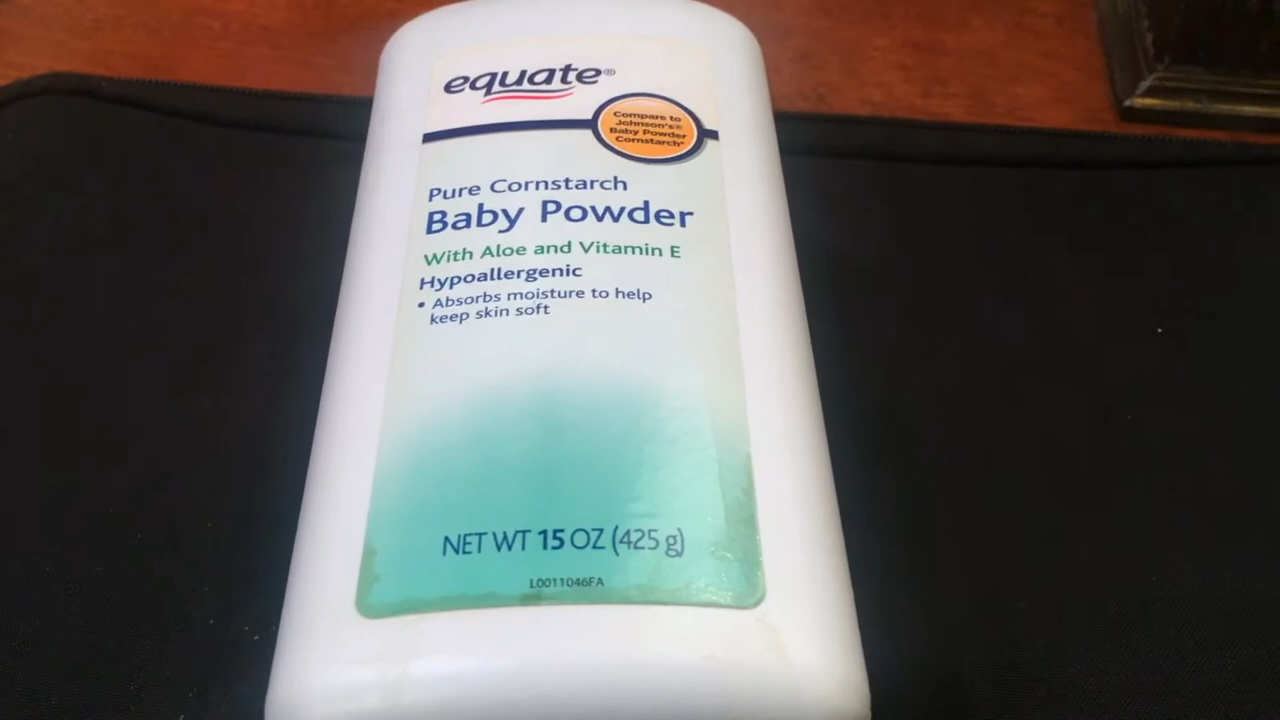 equate®
Compare to
Johnson's®
Baby Powder
Cornstarch*
Pure Cornstarch
Baby Powder
With Aloe and Vitamin E
Hypoallergenic
• Absorbs moisture to help
keep skin soft
NET WT 15 OZ (425 g)
L0011046FA